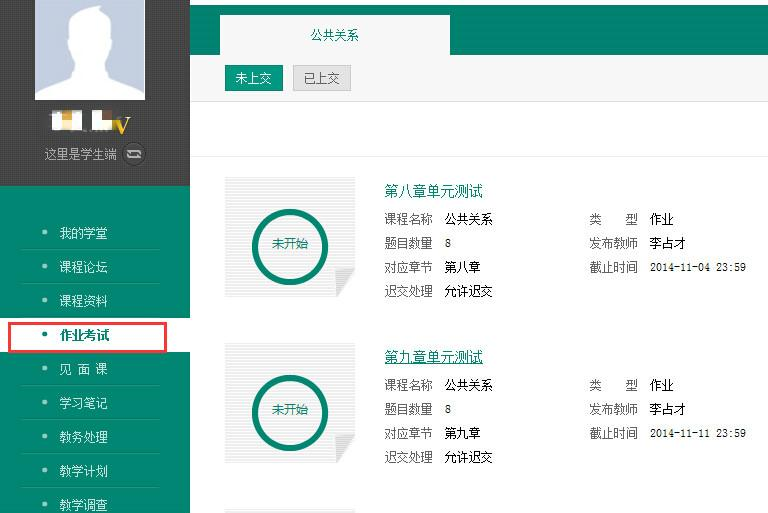 公共关系
未上交 已上交
这里是学生端
我的学堂
课程论坛
课程资料
作业考试
见 面 课
学习笔记
教务处理
教学计划
教学调查
未开始
第八章单元测试
课程名称 公共关系 类 型 作业
题目数量 8 发布教师 李占才
对应章节 第八章 截止时间 2014-11-04 23:59
迟交处理 允许迟交
未开始
第九章单元测试
课程名称 公共关系 类 型 作业
题目数量 8 发布教师 李占才
对应章节 第九章 截止时间 2014-11-11 23:59
迟交处理 允许迟交